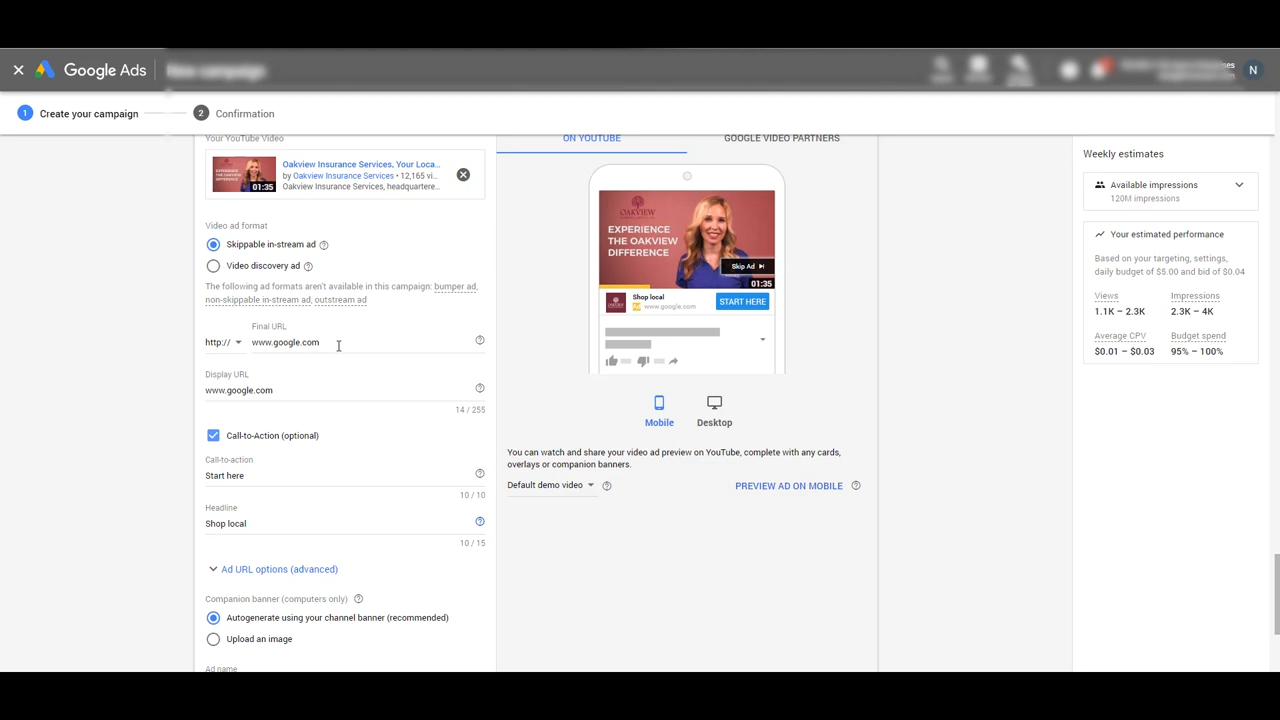 Google Ads
New campaign
N
1 Create your campaign
2 Confirmation
Your YouTube Video
Oakview Insurance Services, Your Loca...
by Oakview Insurance Services • 12,165 vi...
Oakview Insurance Services, headquartere...
EXPERIENCE
THE OAKVIEW
DIFFERENCE
01:35
Video ad format
Skippable in-stream ad
Video discovery ad
The following ad formats aren't available in this campaign: bumper ad,
non-skippable in-stream ad, outstream ad
Final URL
http:// www.google.com
Display URL
www.google.com
14 / 255
Call-to-Action (optional)
Call-to-action
Start here
10 / 10
Headline
Shop local
10 / 15
Ad URL options (advanced)
Companion banner (computers only)
Autogenerate using your channel banner (recommended)
Upload an image
Ad name
ON YOUTUBE
GOOGLE VIDEO PARTNERS
OAKVIEW
EXPERIENCE
THE OAKVIEW
DIFFERENCE
Skip Ad
01:35
Shop local
Ad www.google.com
START HERE
Mobile
Desktop
You can watch and share your video ad preview on YouTube, complete with any cards,
overlays or companion banners.
Default demo video
PREVIEW AD ON MOBILE
Weekly estimates
Available impressions
120M impressions
Your estimated performance
Based on your targeting, settings,
daily budget of $5.00 and bid of $0.04
Views
Impressions
1.1K – 2.3K
2.3K – 4K
Average CPV
Budget spend
$0.01 – $0.03
95% – 100%